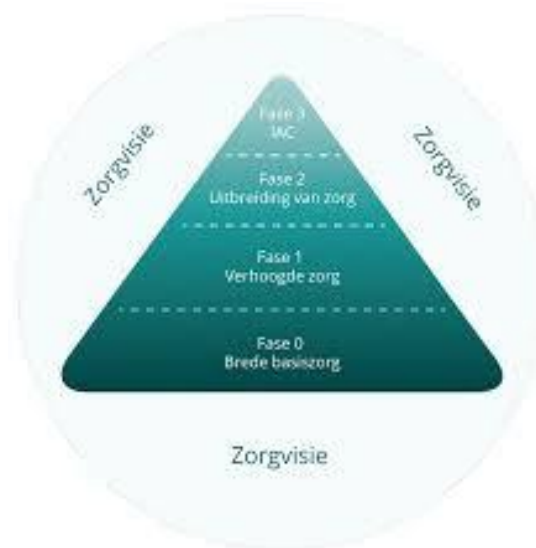 Zorgvisie
Zorgvisie
Fase 3
IAC
Fase 2
Uitbreiding van zorg
Fase 1
Verhoogde zorg
Fase 0
Brede basiszorg
Zorgvisie